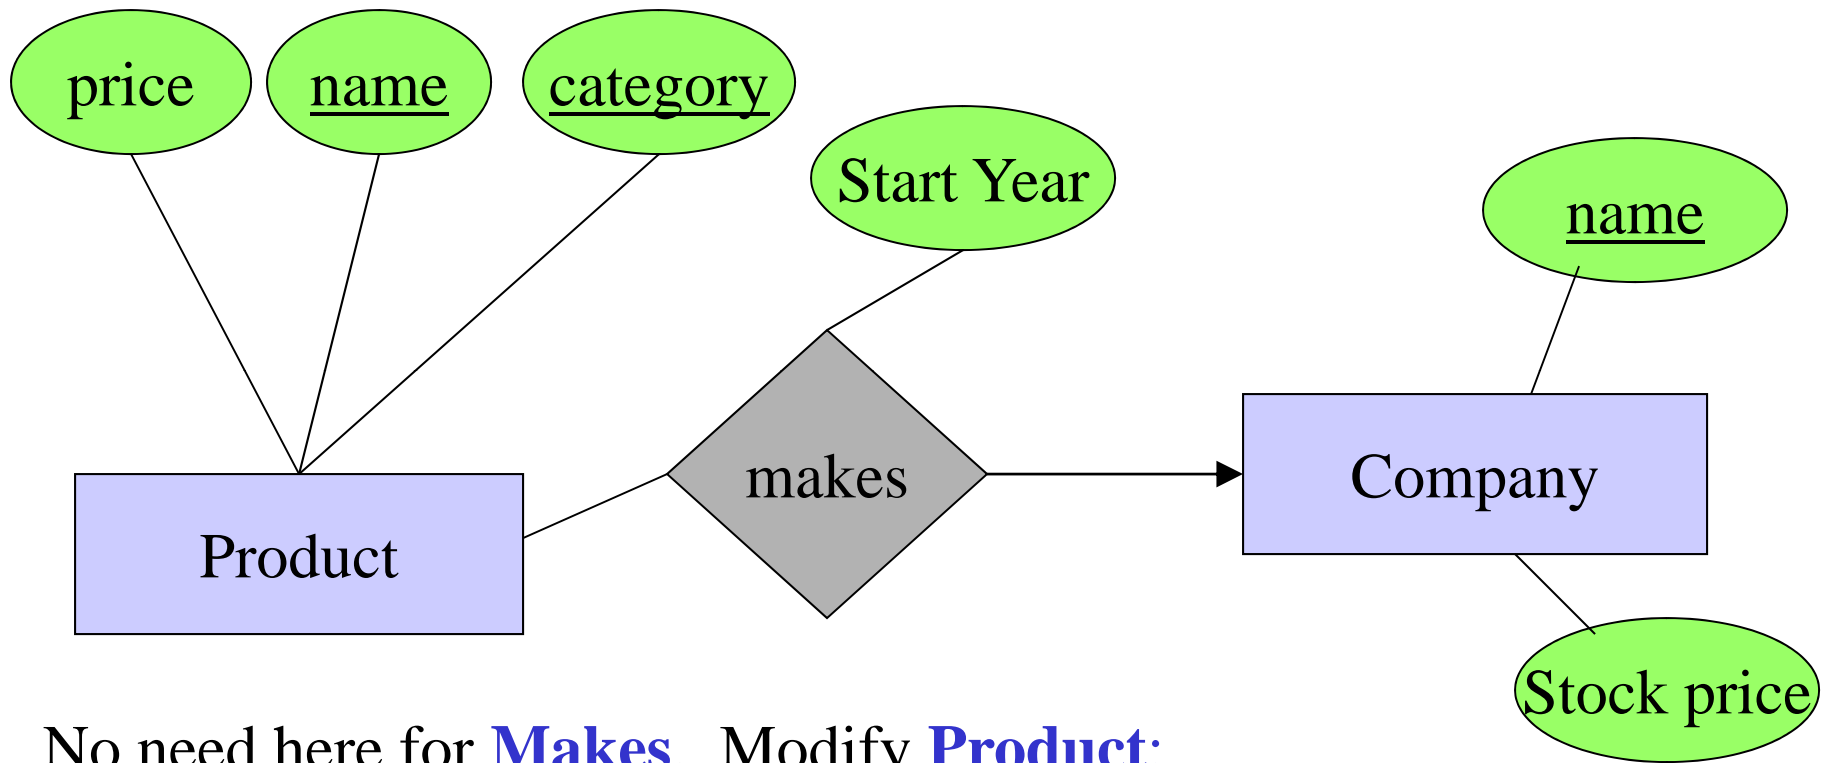 price
name
category
Start Year
name
makes
Company
Product
Stock price
No need here for Makes. Modify Product: